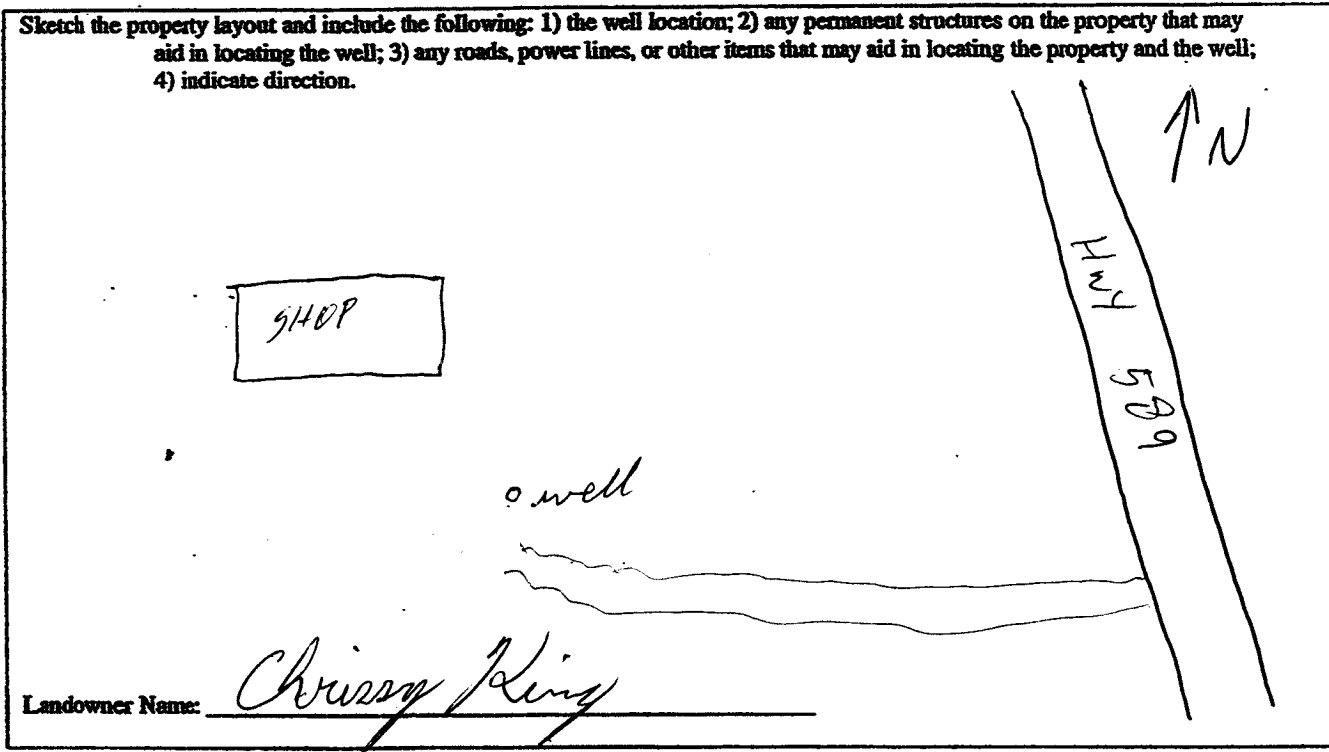 Sketch the property layout and include the following: 1) the well location; 2) any permanent structures on the property that may
aid in locating the well; 3) any roads, power lines, or other items that may aid in locating the property and the well;
4) indicate direction.
N
Hwy 589
SHOP
well
Landowner Name: Chrissy King